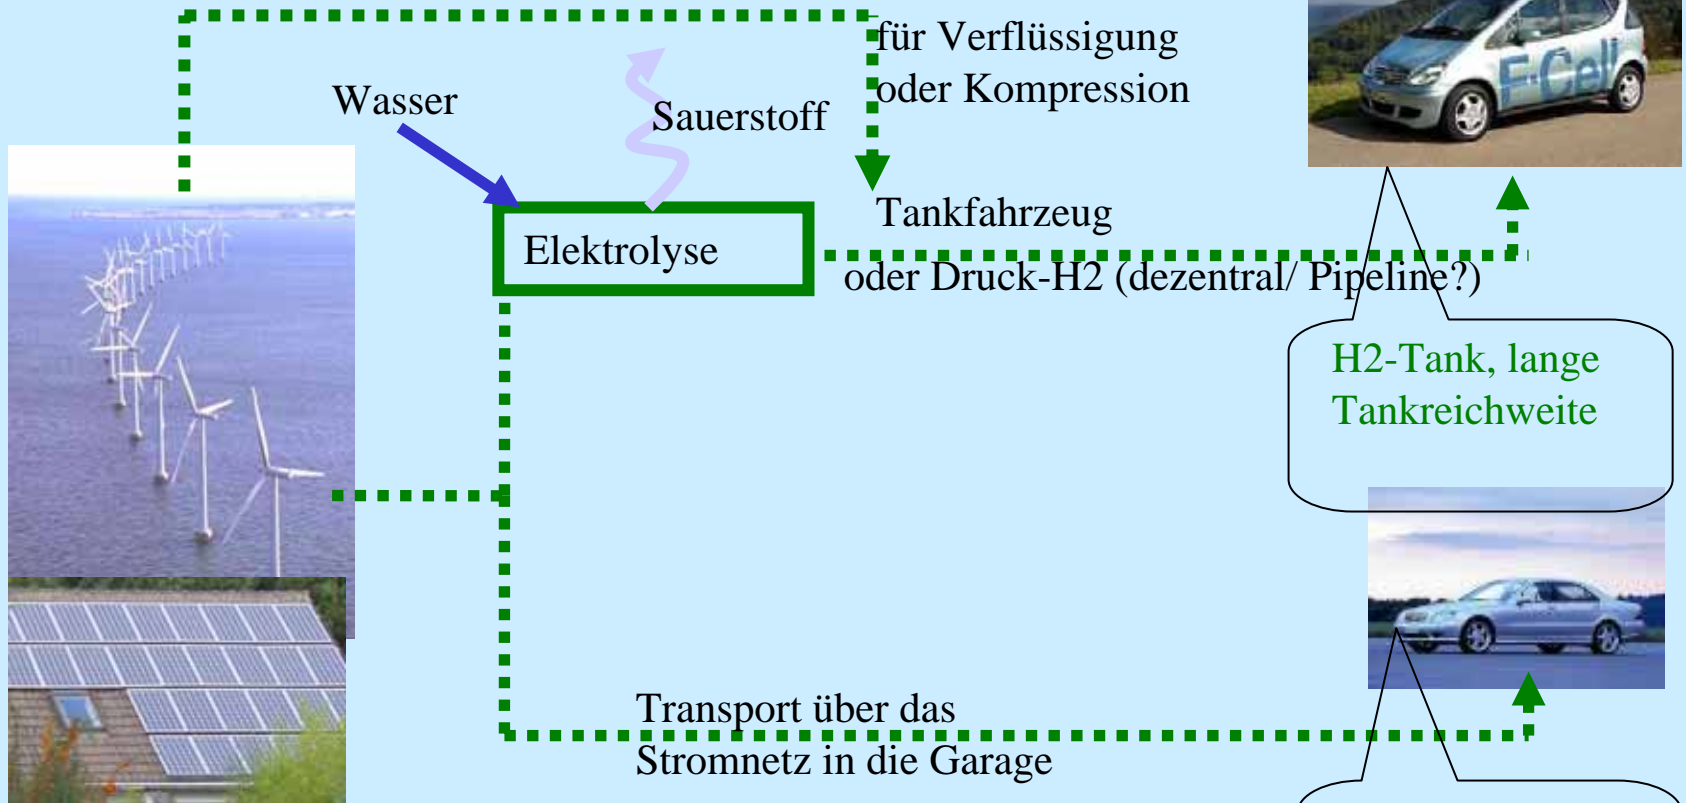 für Verflüssigung
oder Kompression
F-Cell
Wasser
Sauerstoff
Tankfahrzeug
Elektrolyse
oder Druck-H2 (dezentral/ Pipeline?)
H2-Tank, lange
Tankreichweite
Transport über das
Stromnetz in die Garage